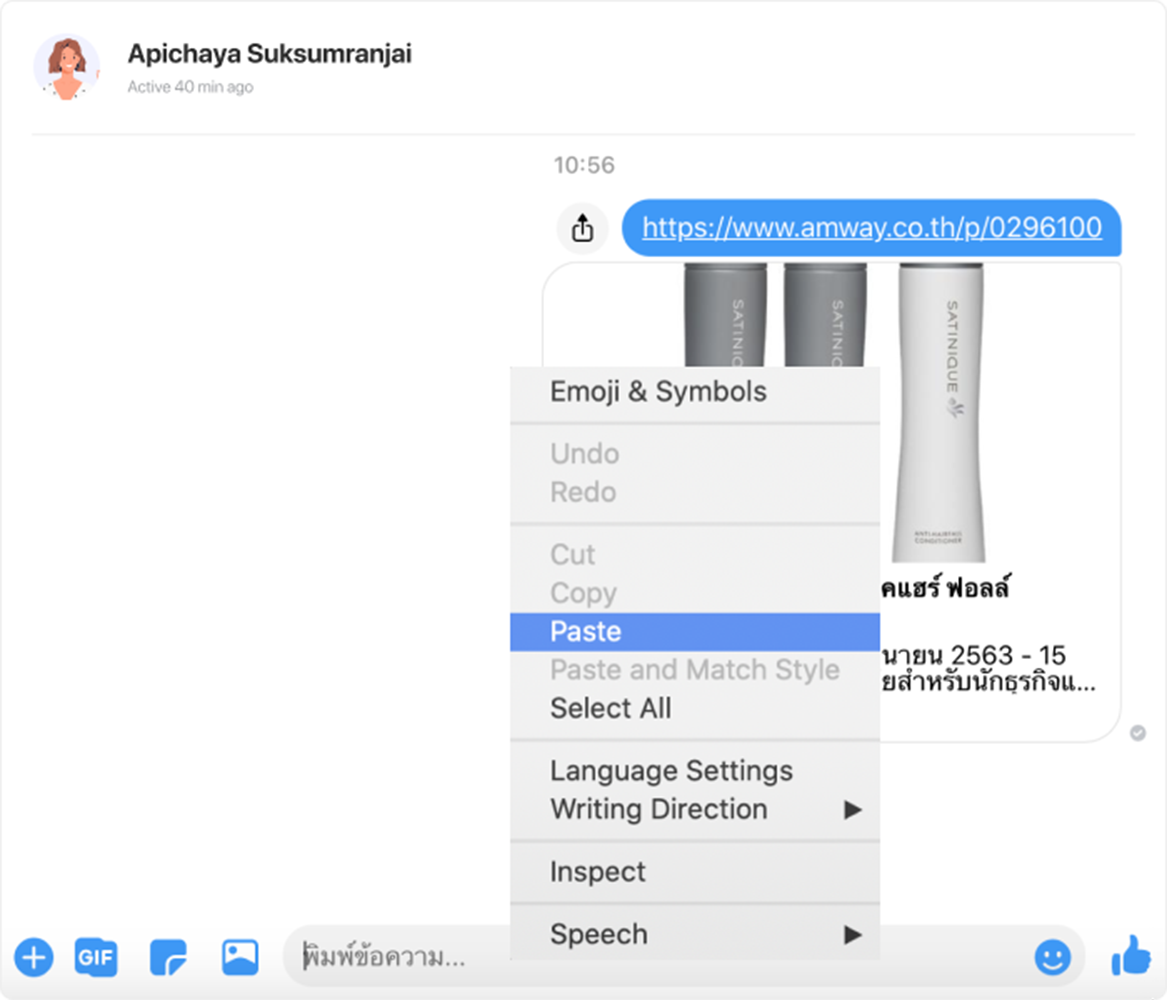 Apichaya Suksumranjai
Active 40 min ago
10:56
https://www.amway.co.th/p/0296100
SATINIQUE
SATINIQUE
SATINIQUE
ANTI-HAIRFALL
CONDITIONER
คแฮร์ ฟอลล์
นายน 2563 - 15
ยสำหรับนักธุรกิจแ...
Emoji & Symbols
Undo
Redo
Cut
Copy
Paste
Paste and Match Style
Select All
Language Settings
Writing Direction
Inspect
Speech
GIF
พิมพ์ข้อความ...